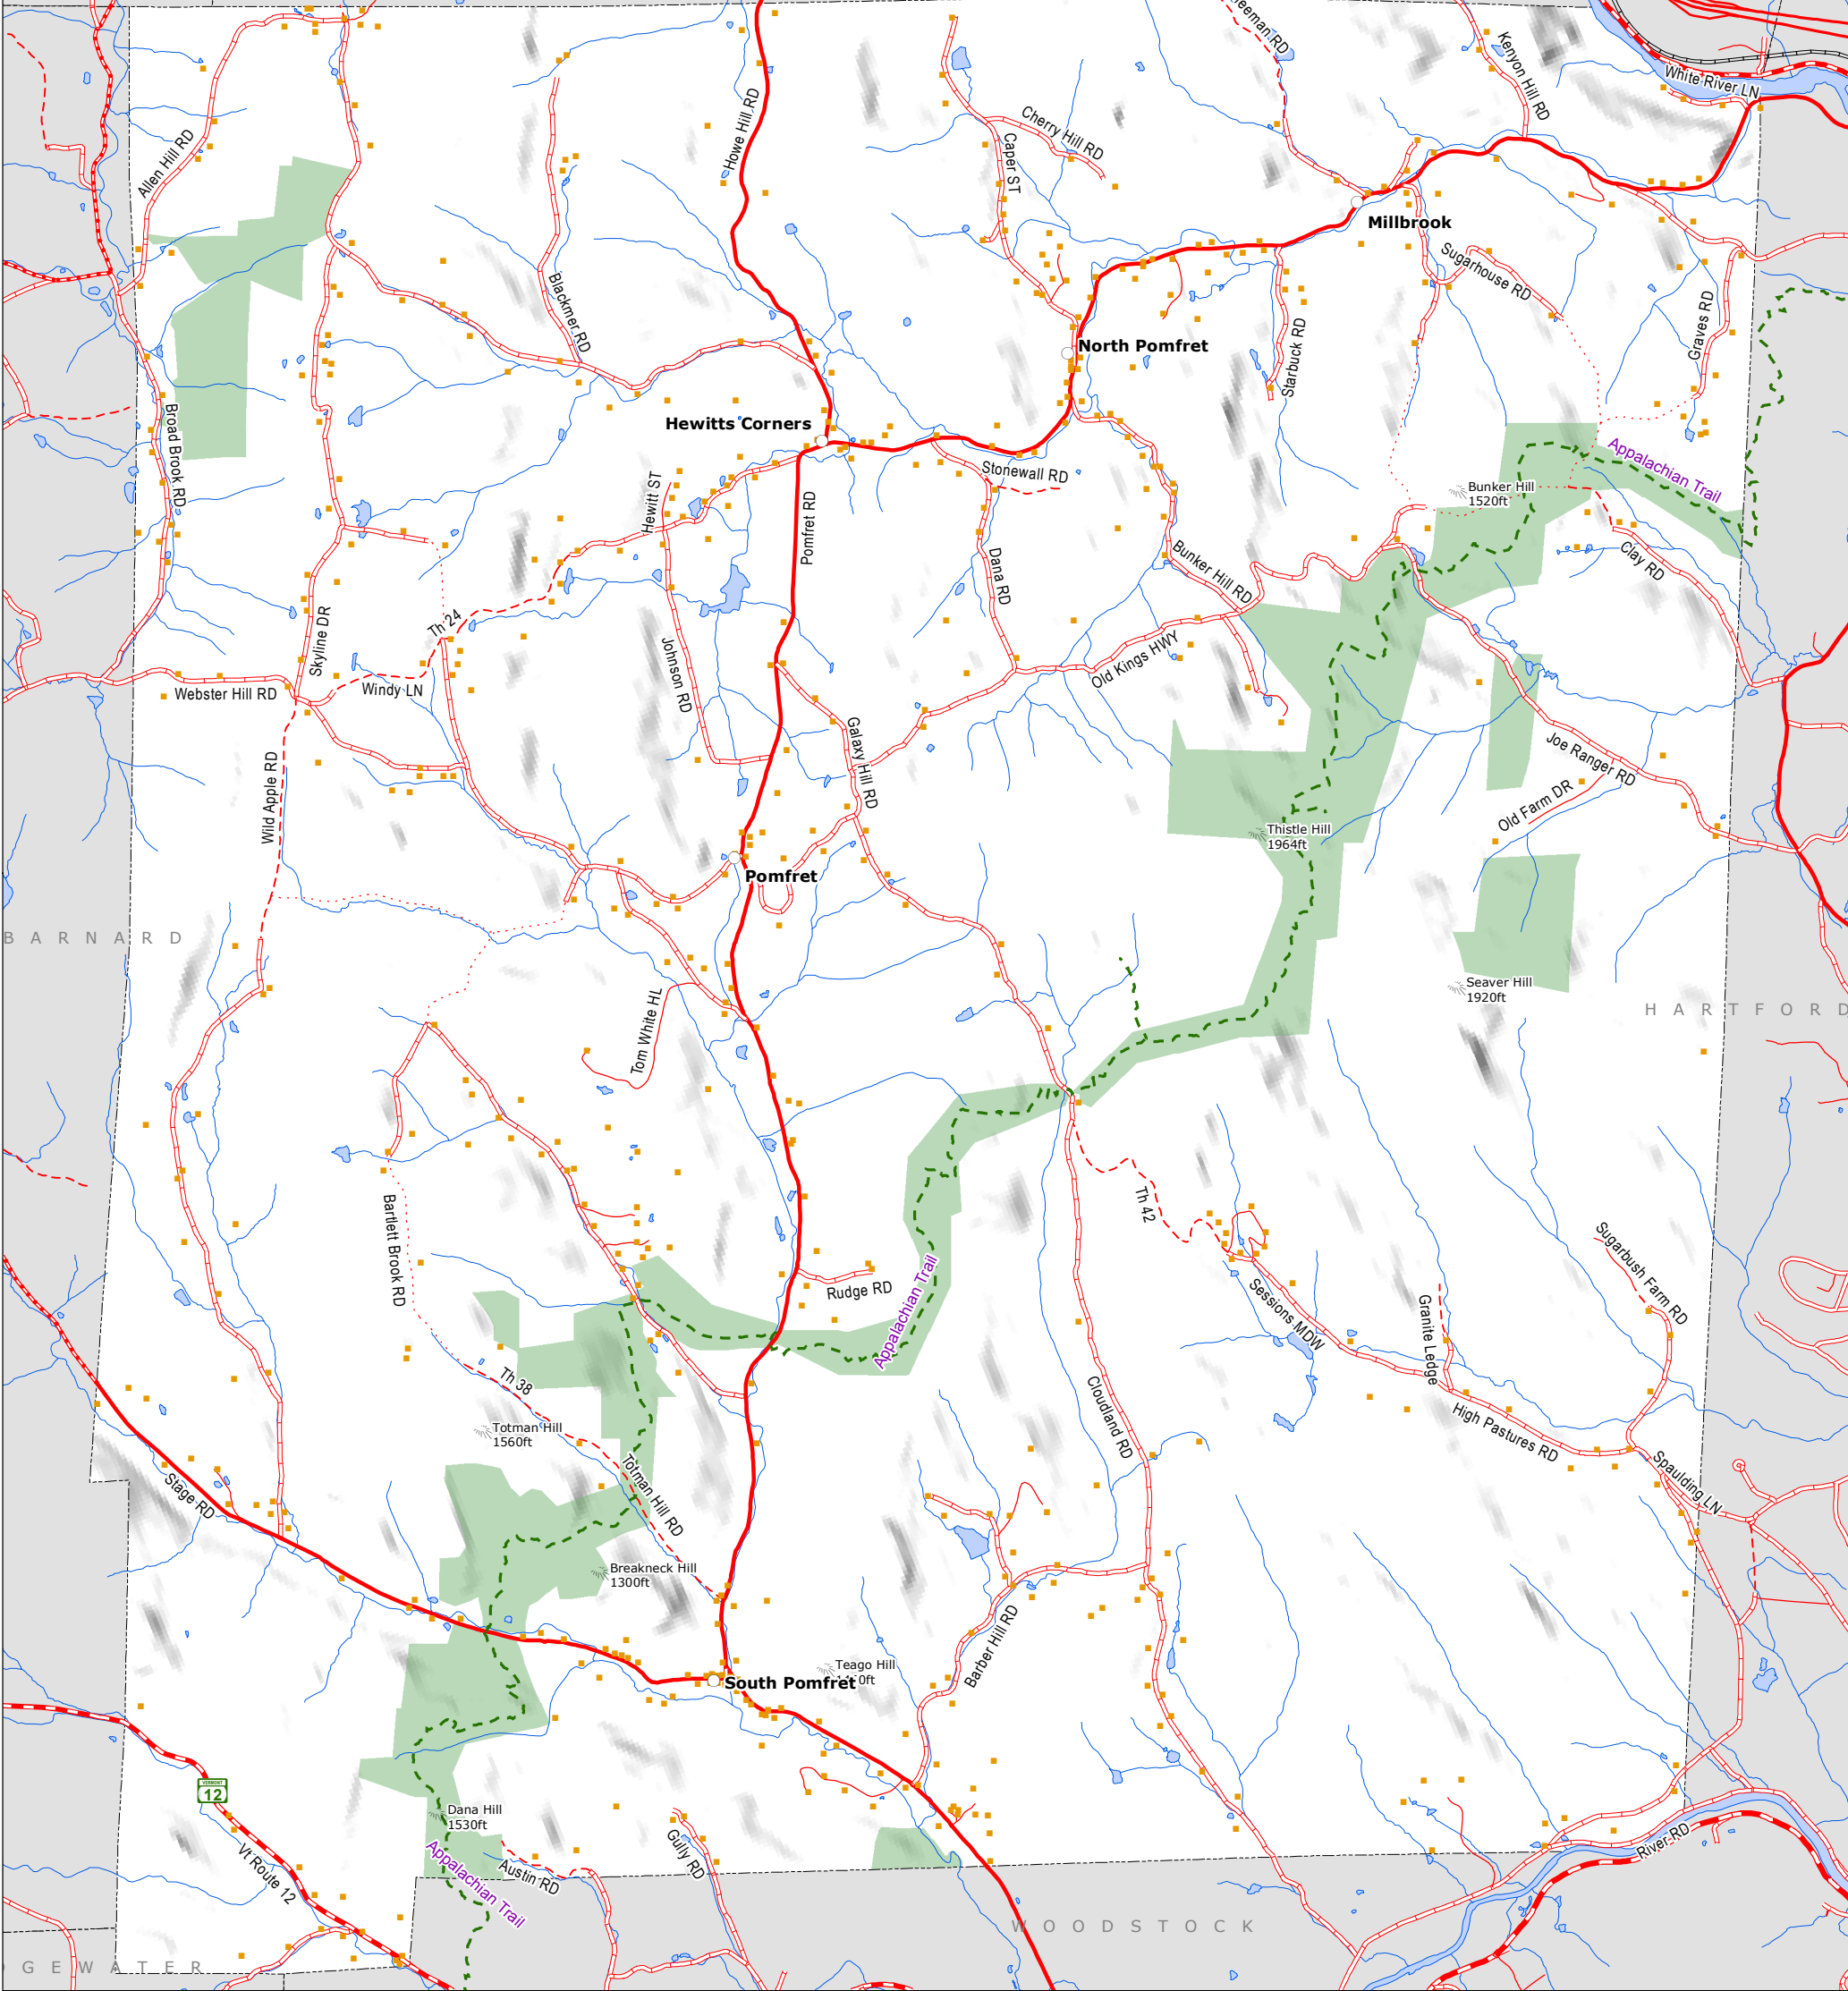 Kenyon Hill RD
White River LN
Howe Hill RD
Cherry Hill RD
Caper ST
Allen Hill RD
Millbrook
Sugarhouse RD
Blackmer RD
Graves RD
North Pomfret
Starbuck RD
Hewitts Corners
Broad Brook RD
Appalachian Trail
Stonewall RD
Bunker Hill
1520ft
Hewitt ST
Pomfret RD
Clay RD
Bunker Hill RD
Dana RD
Th 24
Skyline DR
Johnson RD
Old Kings HWY
Webster Hill RD
Windy LN
Galaxy Hill RD
Joe Ranger RD
Wild Apple RD
Old Farm DR
Thistle Hill
1964ft
Pomfret
BARNARD
Seaver Hill
1920ft
HARTFORD
Tom White HL
Th 42
Bartlett Brook RD
Sugarbush Farm RD
Rudge RD
Appalachian Trail
Sessions MDW
Granite Ledge
Th 38
Cloudland RD
Totman Hill
1560ft
High Pastures RD
Totman Hill RD
Spaulding LN
Stage RD
Breakneck Hill
1300ft
Barber Hill RD
Teago Hill
South Pomfret
VERMONT
12
Dana Hill
1530ft
River RD
Gully RD
Vt Route 12
Austin RD
Appalachian Trail
WOODSTOCK
GEWATER